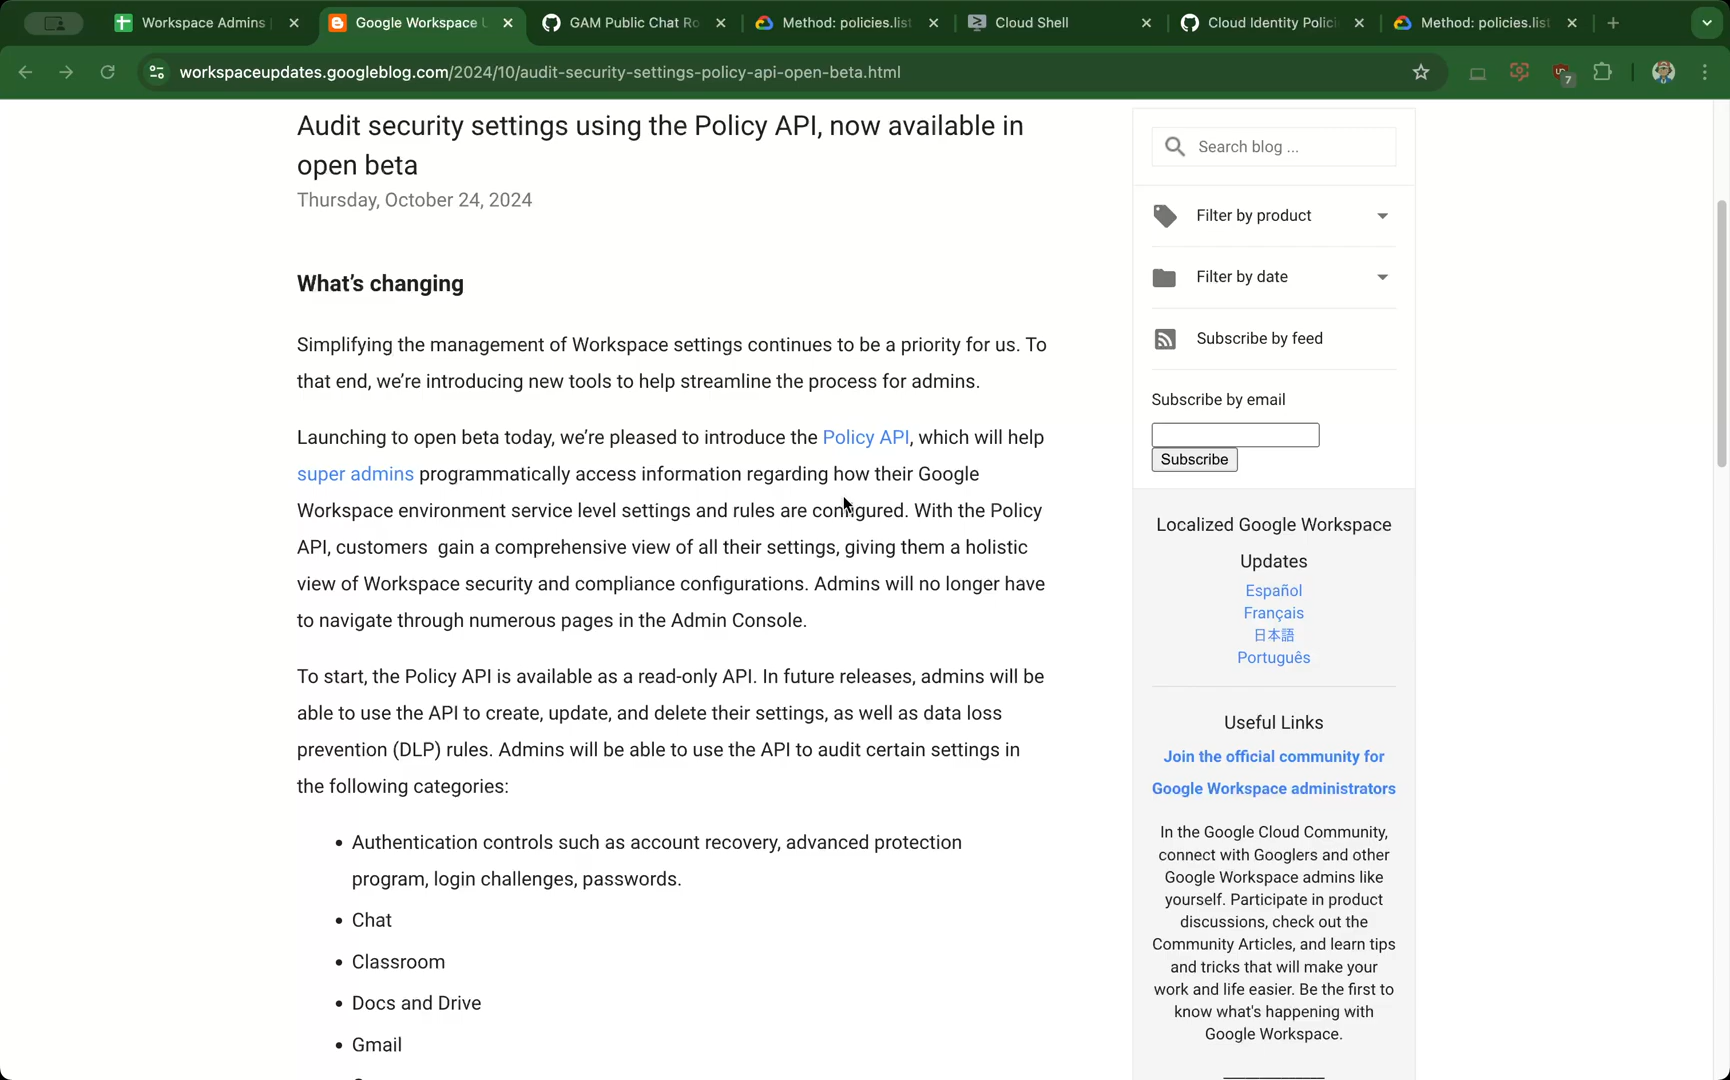 Workspace Admins
Google Workspace U
GAM Public Chat Ro
Method: policies.list
Cloud Shell
Cloud Identity Polici
Method: policies.list
workspaceupdates.googleblog.com/2024/10/audit-security-settings-policy-api-open-beta.html
7
Audit security settings using the Policy API, now available in
open beta
Thursday, October 24, 2024
What’s changing
Simplifying the management of Workspace settings continues to be a priority for us. To
that end, we’re introducing new tools to help streamline the process for admins.
Launching to open beta today, we’re pleased to introduce the Policy API, which will help
super admins programmatically access information regarding how their Google
Workspace environment service level settings and rules are configured. With the Policy
API, customers  gain a comprehensive view of all their settings, giving them a holistic
view of Workspace security and compliance configurations. Admins will no longer have
to navigate through numerous pages in the Admin Console.
To start, the Policy API is available as a read-only API. In future releases, admins will be
able to use the API to create, update, and delete their settings, as well as data loss
prevention (DLP) rules. Admins will be able to use the API to audit certain settings in
the following categories:
• Authentication controls such as account recovery, advanced protection
program, login challenges, passwords.
• Chat
• Classroom
• Docs and Drive
• Gmail
Search blog ...
Filter by product
Filter by date
Subscribe by feed
Subscribe by email
Subscribe
Localized Google Workspace
Updates
Español
Français
日本語
Português
Useful Links
Join the official community for
Google Workspace administrators
In the Google Cloud Community,
connect with Googlers and other
Google Workspace admins like
yourself. Participate in product
discussions, check out the
Community Articles, and learn tips
and tricks that will make your
work and life easier. Be the first to
know what's happening with
Google Workspace.